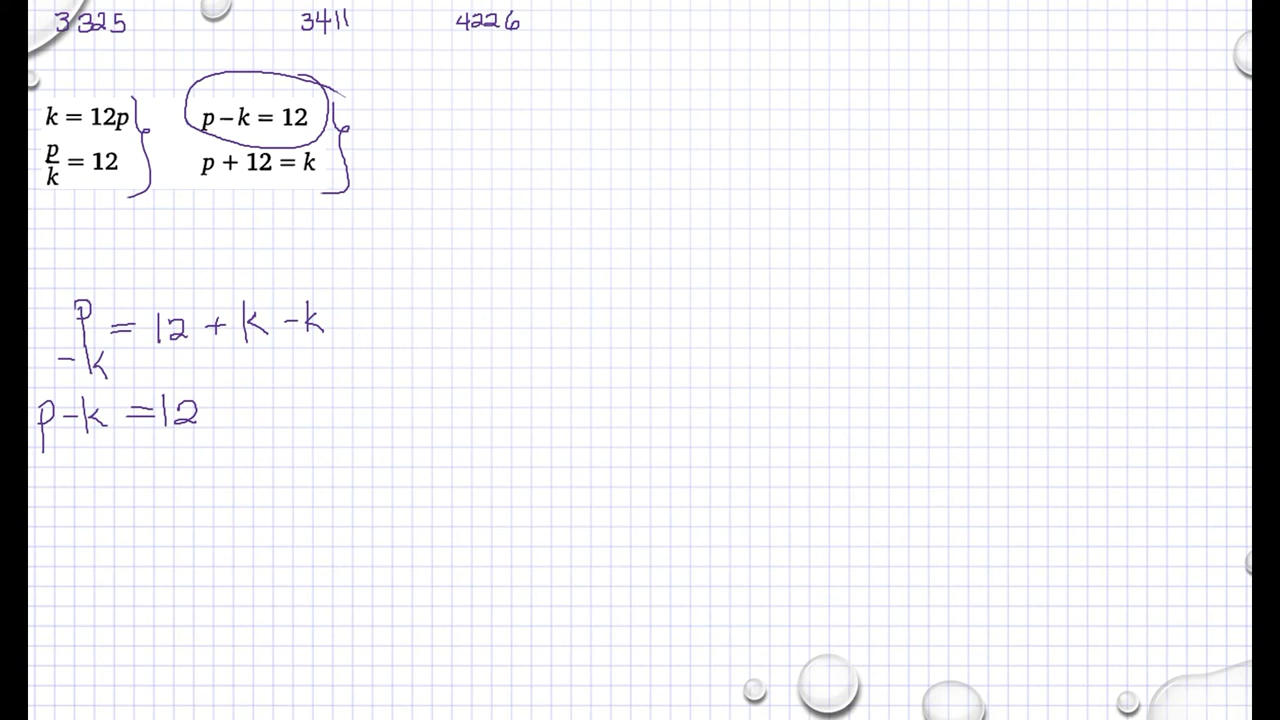 3325 3411 4226
k = 12p p – k = 12
p/k = 12 p + 12 = k
p = 12 + k - k
- k
p - k = 12